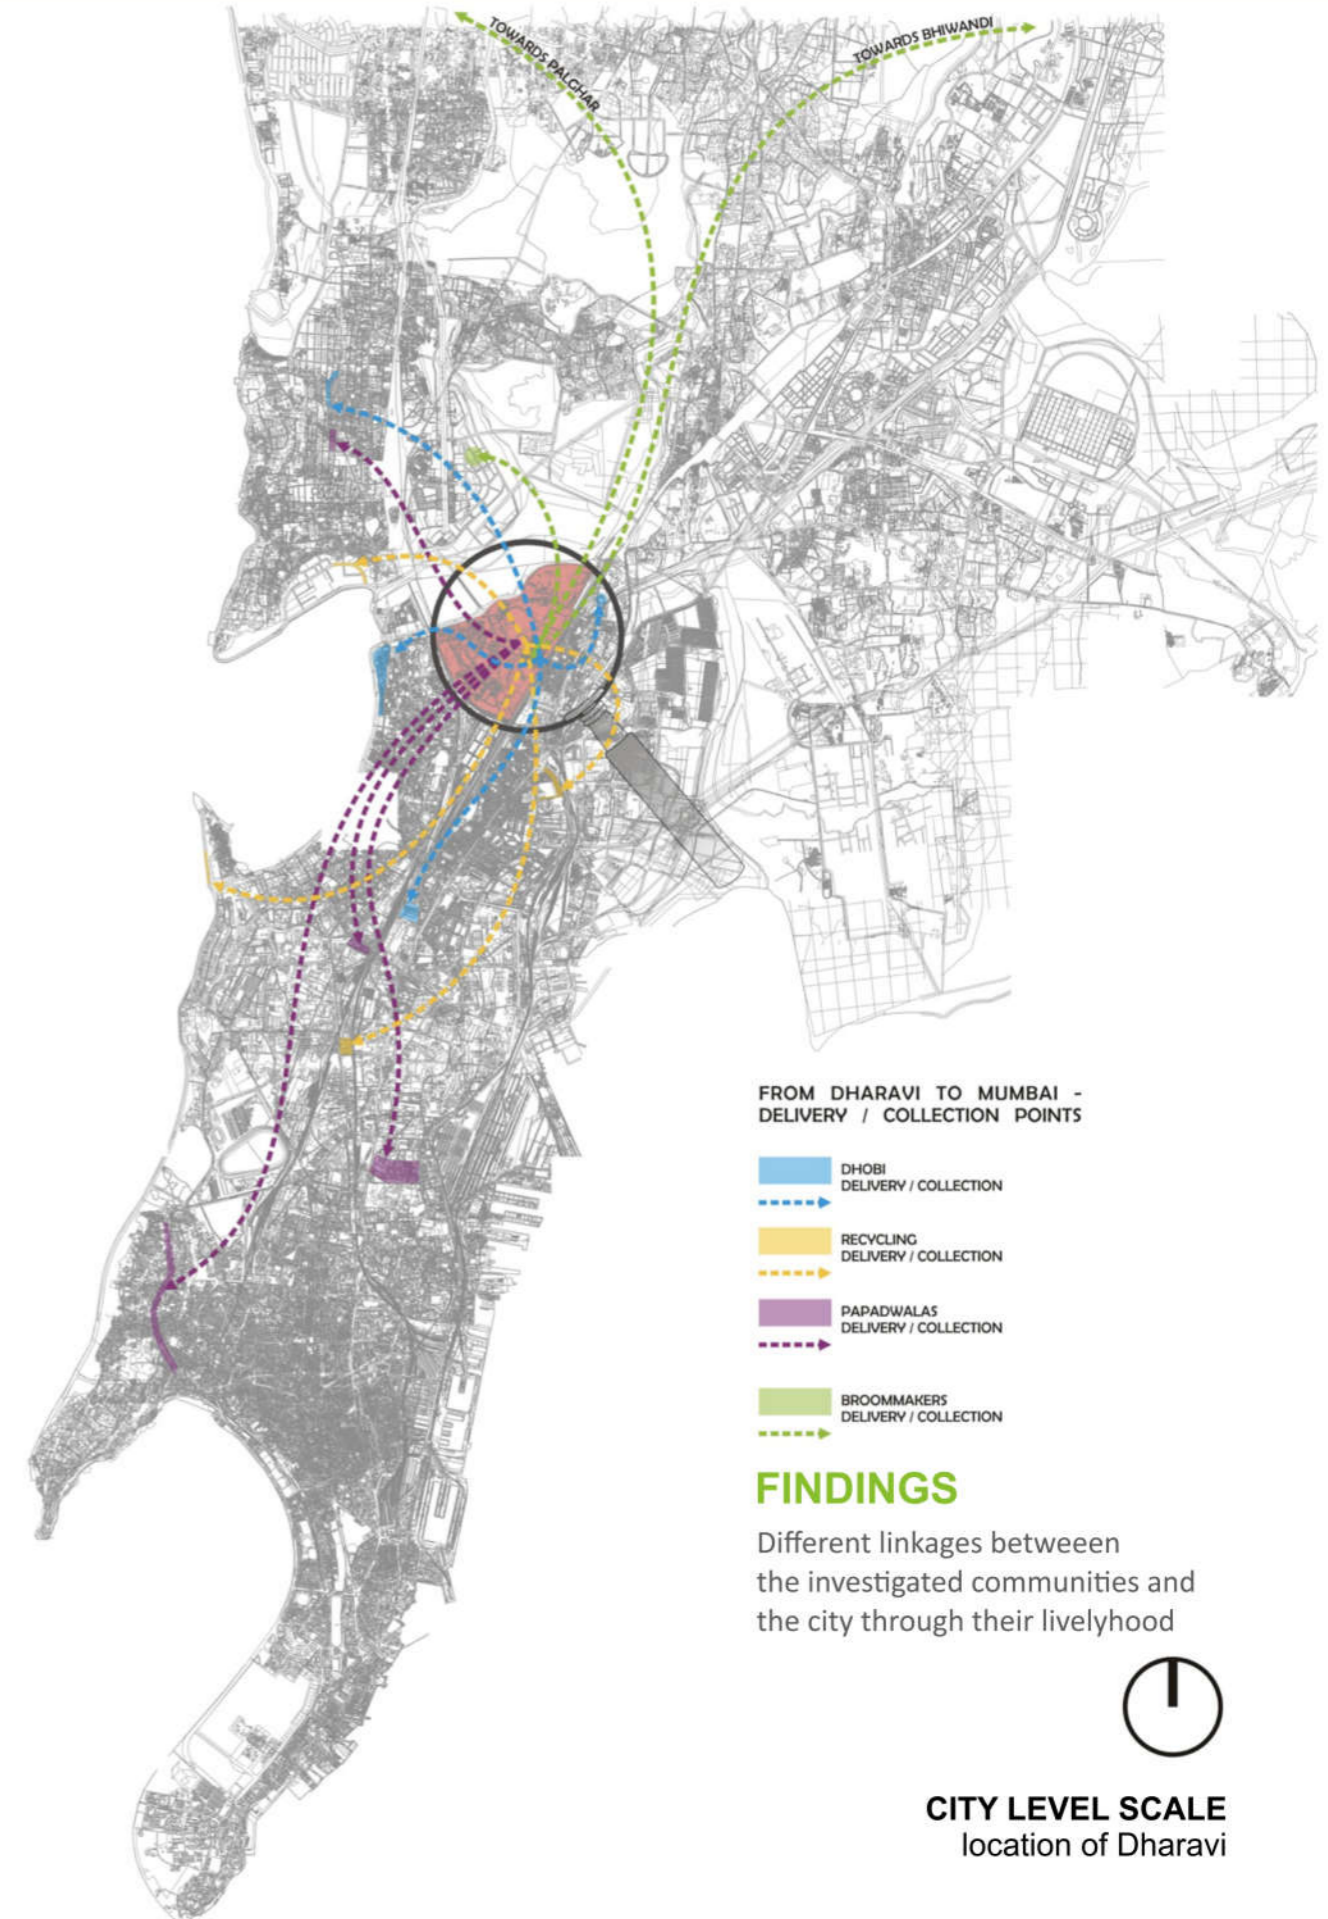 TOWARDS PALGHAR
TOWARDS BHIWANDI
FROM DHARAVI TO MUMBAI -
DELIVERY / COLLECTION POINTS
DHOBI
DELIVERY / COLLECTION
RECYCLING
DELIVERY / COLLECTION
PAPADWALAS
DELIVERY / COLLECTION
BROOMMAKERS
DELIVERY / COLLECTION
FINDINGS
Different linkages betweeen
the investigated communities and
the city through their livelyhood
CITY LEVEL SCALE
location of Dharavi